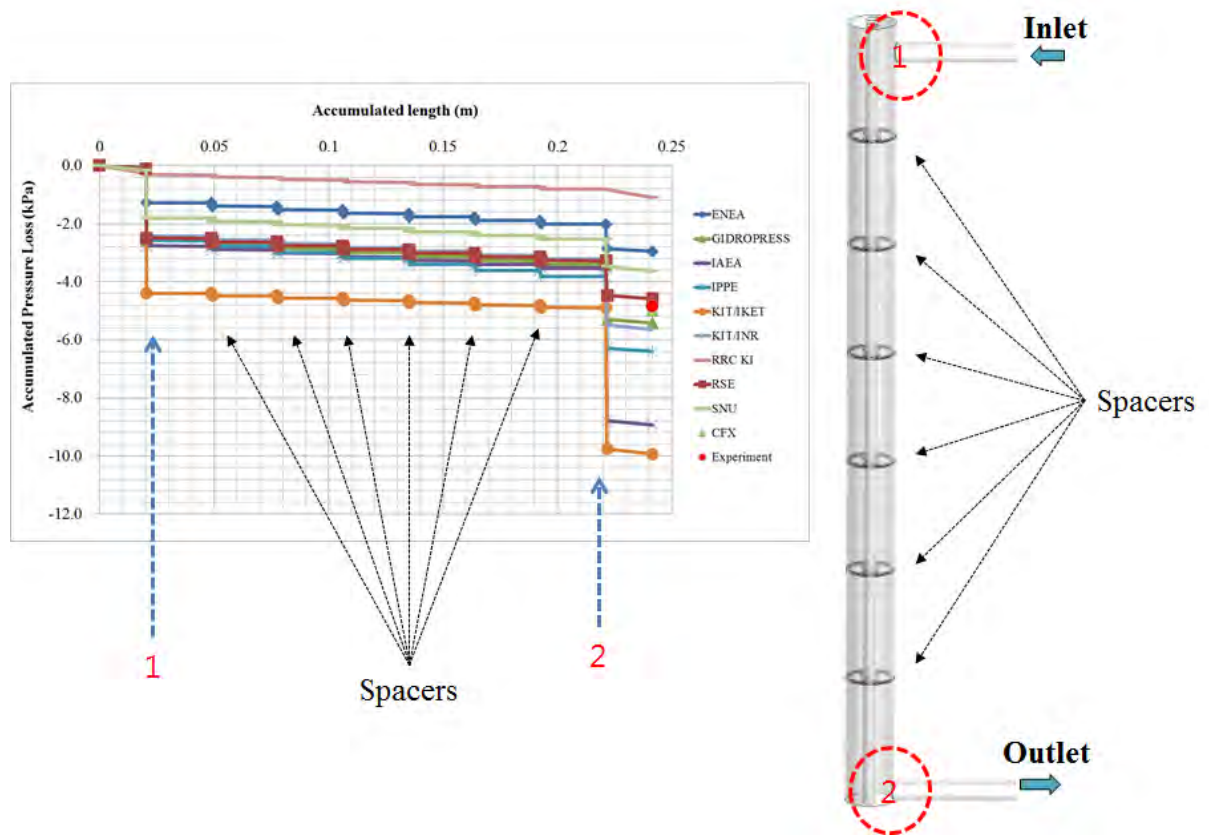 Accumulated length (m)
0 0.05 0.1 0.15 0.2 0.25
Accumulated Pressure Loss (kPa)
0.0
-2.0
-4.0
-6.0
-8.0
-10.0
-12.0
ENEA
GIDROPRESS
IAEA
IPPE
KIT/IKET
KIT/INR
RRC KI
RSE
SNU
CFX
Experiment
1
2
Spacers
Inlet
1
Spacers
Outlet
2